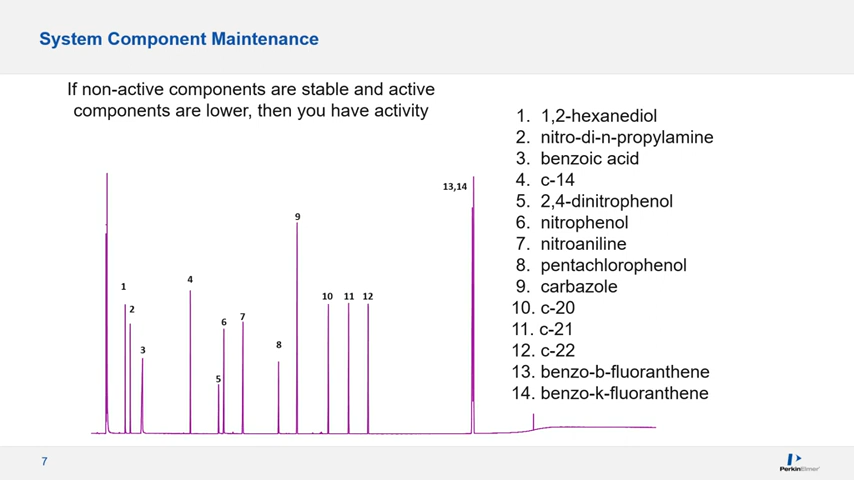 System Component Maintenance
If non-active components are stable and active
components are lower, then you have activity
1. 1,2-hexanediol
2. nitro-di-n-propylamine
3. benzoic acid
4. c-14
5. 2,4-dinitrophenol
6. nitrophenol
7. nitroaniline
8. pentachlorophenol
9. carbazole
10. c-20
11. c-21
12. c-22
13. benzo-b-fluoranthene
14. benzo-k-fluoranthene
1
2
3
4
5
6
7
8
9
10
11
12
13,14
7
PerkinElmer